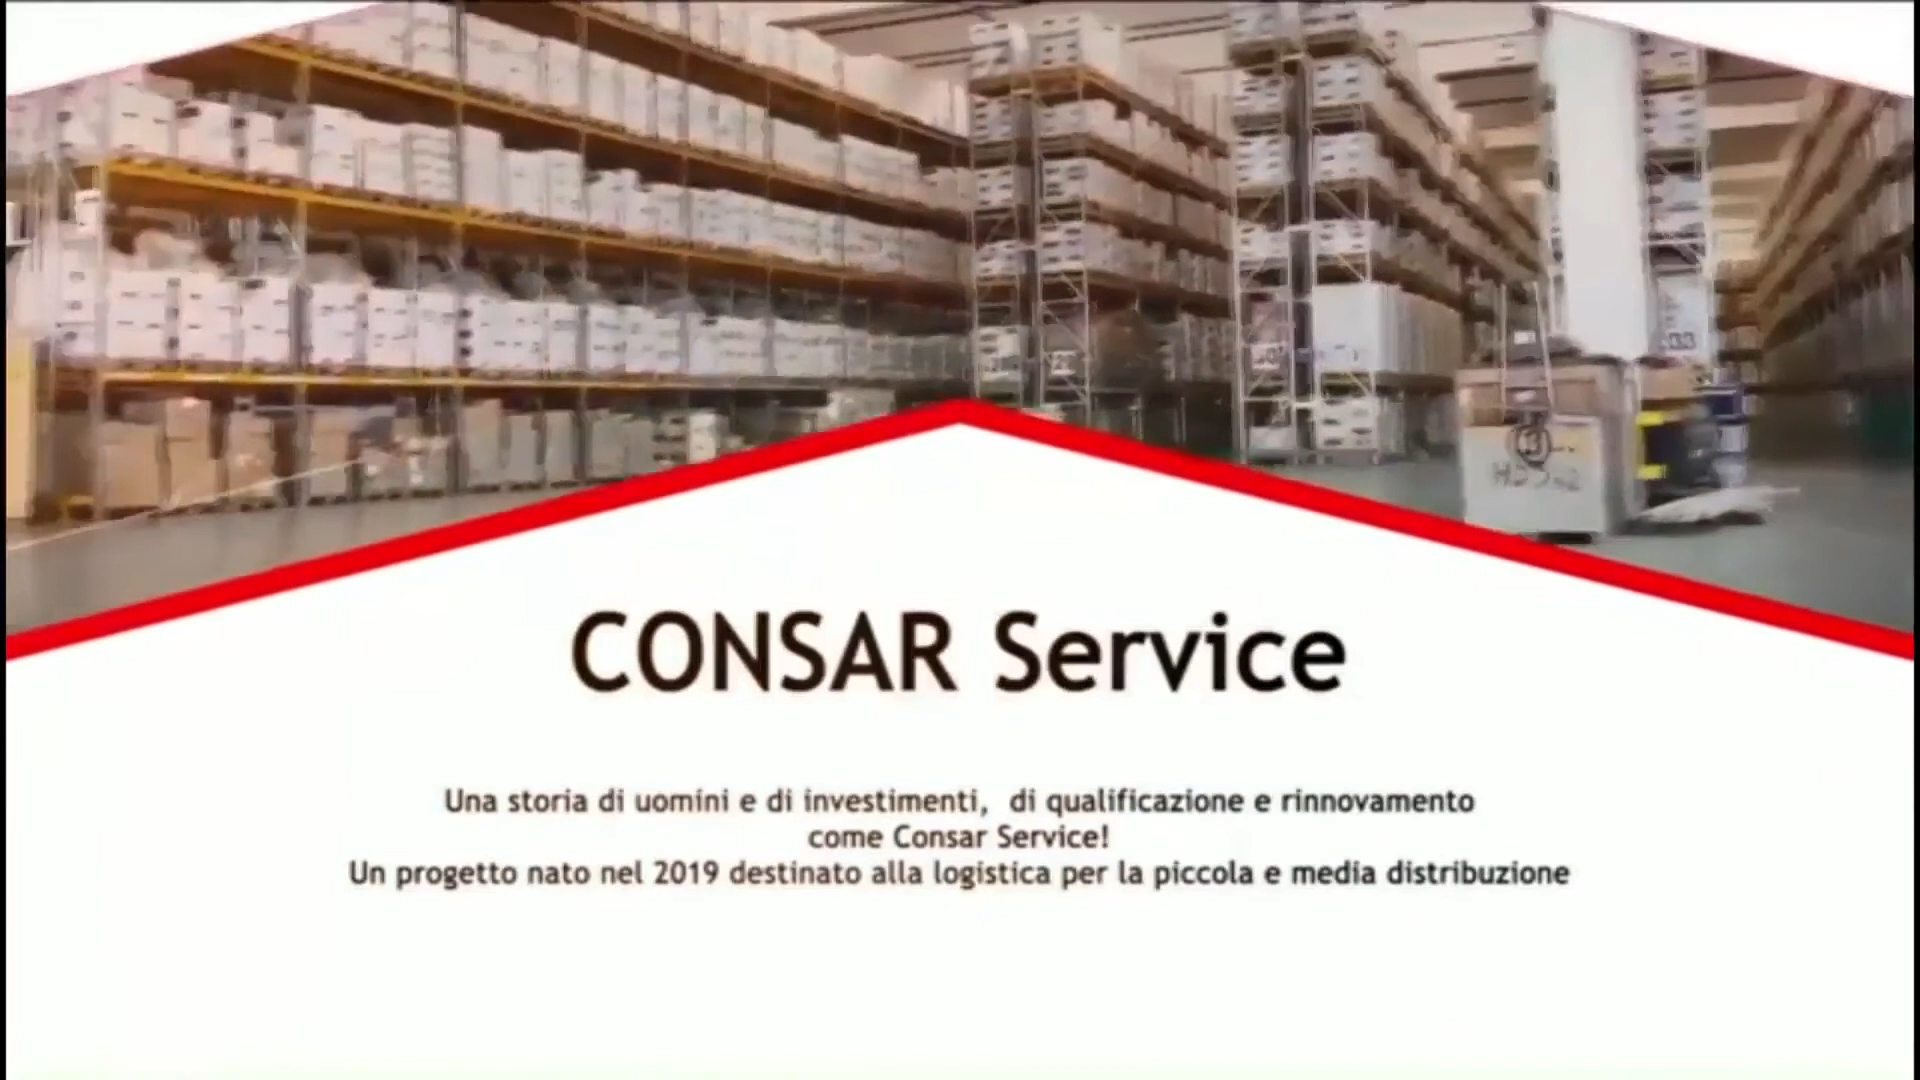 CONSAR Service
Una storia di uomini e di investimenti, di qualificazione e rinnovamento
come Consar Service!
Un progetto nato nel 2019 destinato alla logistica per la piccola e media distribuzione